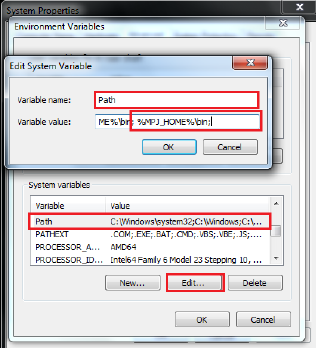 System Properties
Environment Variables
Edit System Variable
Variable name: Path
Variable value: ME%\bin; %MPJ_HOME%\bin;
OK Cancel
System variables
Variable Value
Path C:\Windows\system32;C:\Windows;C:\...
PATHEXT .COM;.EXE;.BAT;.CMD;.VBS;.VBE;.JS;....
PROCESSOR_A... AMD64
PROCESSOR_ID... Intel64 Family 6 Model 23 Stepping 10, ...
New... Edit... Delete
OK Cancel